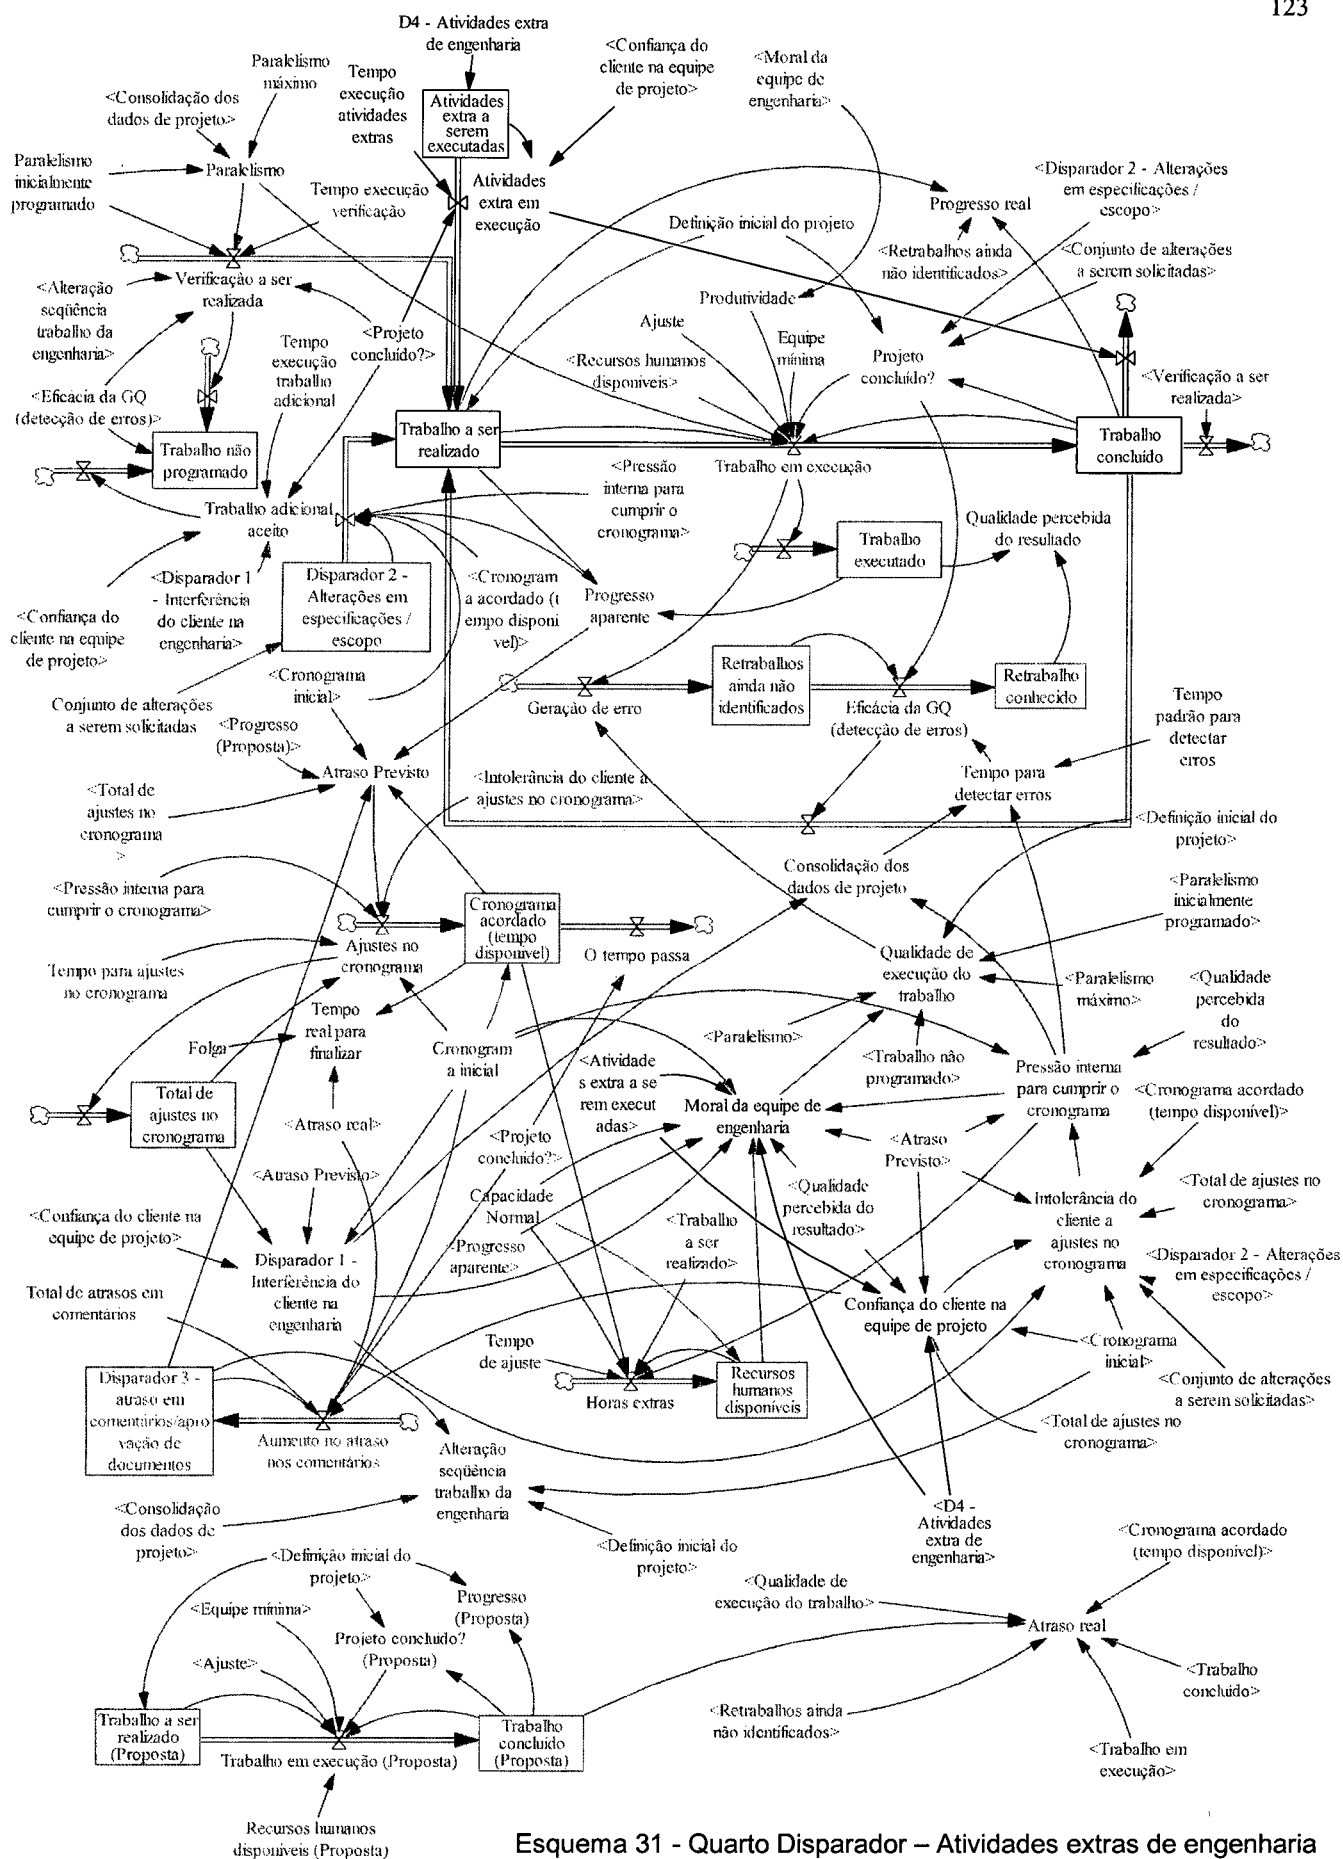 123
D4 - Atividades extra
de engenharia
Paralelismo
máximo
Tempo
execução
atividades
extras
<Confiança do
cliente na equipe
de projeto>
<Moral da
equipe de
engenharia>
<Consolidação dos
dados de projeto>
Atividades
extra a
serem
executadas
Paralelismo
inicialmente
programado
Paralelismo
Tempo execução
verificação
Atividades
extra em
execução
<Disparador 2 - Alterações
em especificações /
escopo>
Progresso real
Definição inicial do projeto
<Retrabalhos ainda
não identificados>
<Conjunto de alterações
a serem solicitadas>
<Alteração
seqüência
trabalho da
engenharia>
Verificação a ser
realizada
Produtividade
Ajuste
Equipe
mínima
<Projeto
concluído?>
Tempo
execução
trabalho
adicional
<Recursos humanos
disponíveis>
Projeto
concluído?
<Verificação a ser
realizada>
<Eficácia da GQ
(detecção de erros)>
Trabalho não
programado
Trabalho a ser
realizado
Trabalho em execução
Trabalho
concluído
<Pressão
interna para
cumprir o
cronograma>
Trabalho adicional
aceito
Qualidade percebida
do resultado
Trabalho
executado
<Disparador 1
- Interferência
do cliente na
engenharia>
Disparador 2 -
Alterações em
especificações /
escopo
<Cronogram
a acordado (t
empo disponí
vel)>
Progresso
aparente
<Confiança do
cliente na equipe
de projeto>
<Cronograma
inicial>
Retrabalhos
ainda não
identificados
Retrabalho
conhecido
Conjunto de alterações
a serem solicitadas
Geração de erro
Eficácia da GQ
(detecção de erros)
Tempo
padrão para
detectar
erros
<Progresso
(Proposta)>
Atraso Previsto
<Intolerância do cliente a
ajustes no cronograma>
Tempo para
detectar erros
<Total de
ajustes no
cronograma
>
<Definição inicial do
projeto>
Consolidação dos
dados de projeto
<Pressão interna para
cumprir o cronograma>
<Paralelismo
inicialmente
programado>
Cronograma
acordado
(tempo
disponível)
Ajustes no
cronograma
O tempo passa
Qualidade de
execução do
trabalho
Tempo para ajustes
no cronograma
<Paralelismo
máximo>
<Qualidade
percebida
do
resultado>
Tempo
real para
finalizar
Folga
Cronogram
a inicial
<Paralelismo>
<Trabalho não
programado>
<Atividade
s extra a se
rem execut
adas>
Pressão interna
para cumprir o
cronograma
Total de
ajustes no
cronograma
<Cronograma acordado
(tempo disponível)>
Moral da equipe de
engenharia
<Atraso real>
<Projeto
concluído?>
<Atraso
Previsto>
<Atraso Previsto>
Capacidade
Normal
<Qualidade
percebida do
resultado>
Intolerância do
cliente a
ajustes no
cronograma
<Total de ajustes no
cronograma>
<Confiança do cliente na
equipe de projeto>
<Trabalho
a ser
realizado>
<Progresso
aparente>
Disparador 1 -
Interferência do
cliente na
engenharia
<Disparador 2 - Alterações
em especificações /
escopo>
Total de atrasos em
comentários
Confiança do cliente na
equipe de projeto
Tempo
de ajuste
<Cronograma
inicial>
Disparador 3 -
atraso em
comentários/apro
vação de
documentos
Recursos
humanos
disponíveis
Horas extras
<Conjunto de alterações
a serem solicitadas>
Aumento no atraso
nos comentários
<Total de ajustes no
cronograma>
Alteração
seqüência
trabalho da
engenharia
<Consolidação
dos dados de
projeto>
<D4 -
Atividades
extra de
engenharia>
<Definição inicial do
projeto>
<Cronograma acordado
(tempo disponível)>
<Definição inicial do
projeto>
Progresso
(Proposta)
<Qualidade de
execução do trabalho>
<Equipe mínima>
Atraso real
Projeto concluído?
(Proposta)
<Ajuste>
<Trabalho
concluído>
<Retrabalhos ainda
não identificados>
Trabalho a ser
realizado
(Proposta)
Trabalho
concluído
(Proposta)
Trabalho em execução (Proposta)
<Trabalho em
execução>
Recursos humanos
disponíveis (Proposta)
Esquema 31 - Quarto Disparador – Atividades extras de engenharia